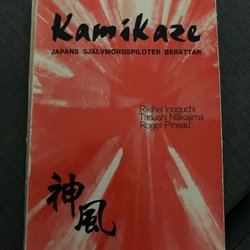 Kamikaze
JAPANS SJÄLVMORDSPILOTER BERÄTTAR
Rikihei Inoguchi
Tadashi Nakajima
Roger Pineau
神
風